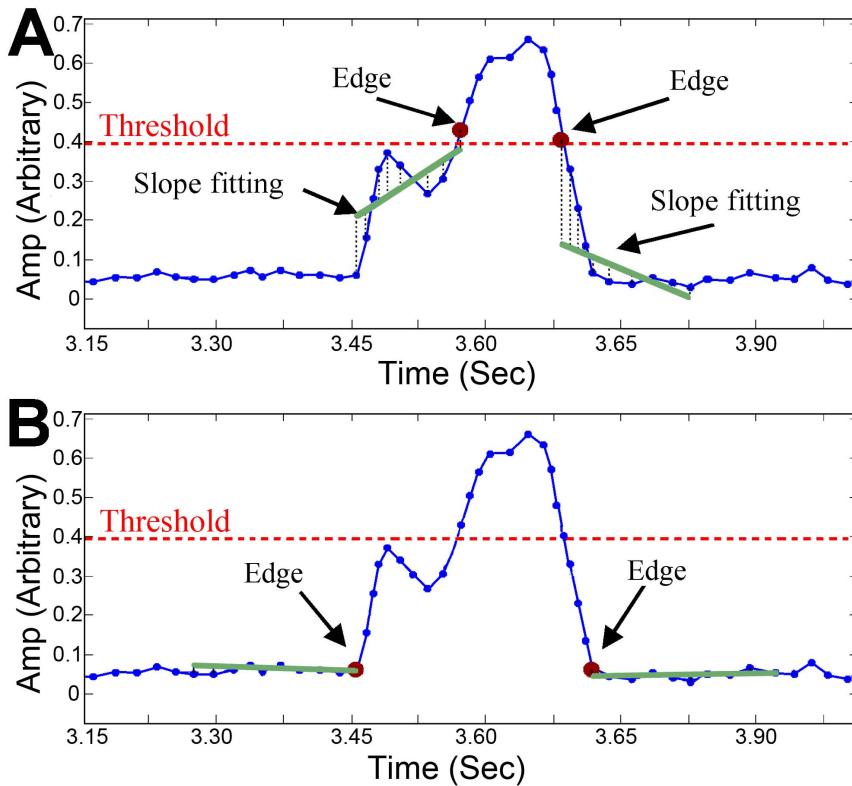 A
0.7
0.6
0.5
0.4
0.3
0.2
0.1
0
Amp (Arbitrary)
Threshold
Edge
Edge
Slope fitting
Slope fitting
3.15 3.30 3.45 3.60 3.65 3.90
Time (Sec)
B
0.7
0.6
0.5
0.4
0.3
0.2
0.1
0
Amp (Arbitrary)
Threshold
Edge
Edge
3.15 3.30 3.45 3.60 3.65 3.90
Time (Sec)